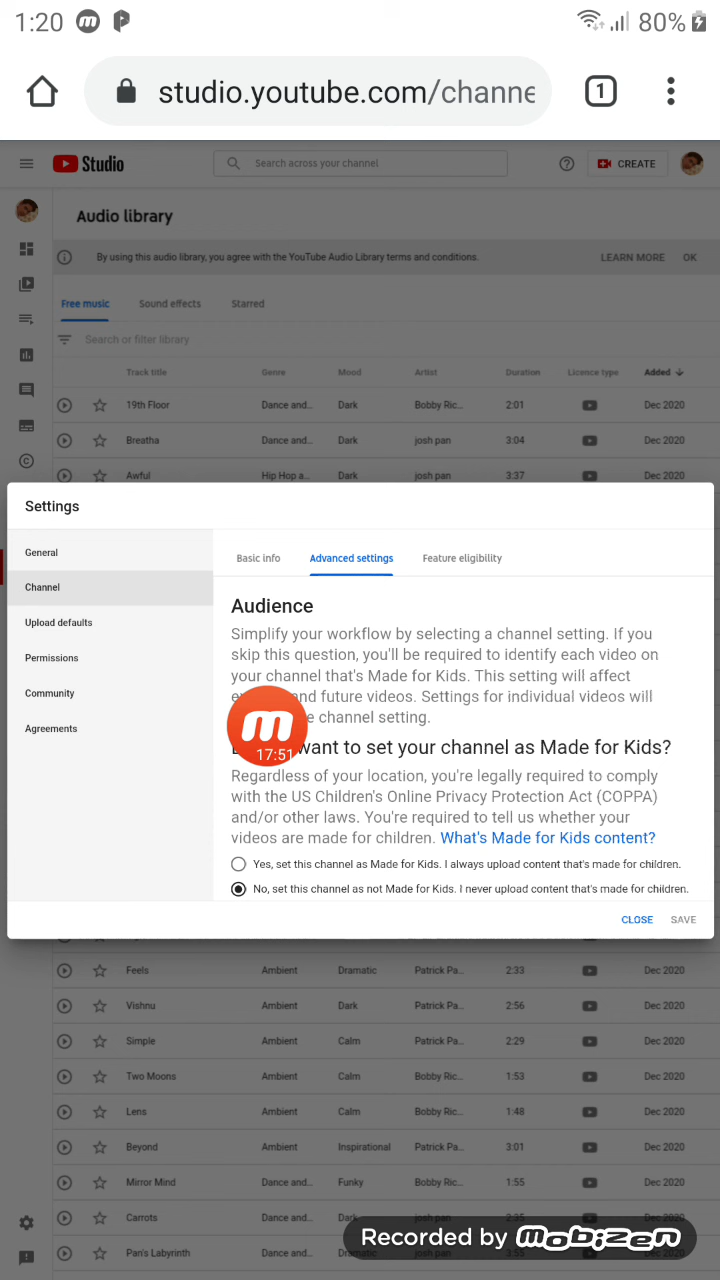 1:20
80%
studio.youtube.com/channe
1
Studio
Search across your channel
CREATE
Audio library
By using this audio library, you agree with the YouTube Audio Library terms and conditions.
LEARN MORE
OK
Free music
Sound effects
Starred
Search or filter library
Track title Genre Mood Artist Duration Licence type Added
19th Floor Dance and... Dark Bobby Ric... 2:01 Dec 2020
Breatha Dance and... Dark josh pan 3:04 Dec 2020
Awful Hip Hop a... Dark josh pan 3:37 Dec 2020
Settings
General
Channel
Upload defaults
Permissions
Community
Agreements
Basic info
Advanced settings
Feature eligibility
Audience
Simplify your workflow by selecting a channel setting. If you
skip this question, you'll be required to identify each video on
your channel that's Made for Kids. This setting will affect
and future videos. Settings for individual videos will
channel setting.
17:51
want to set your channel as Made for Kids?
Regardless of your location, you're legally required to comply
with the US Children's Online Privacy Protection Act (COPPA)
and/or other laws. You're required to tell us whether your
videos are made for children. What's Made for Kids content?
Yes, set this channel as Made for Kids. I always upload content that's made for children.
No, set this channel as not Made for Kids. I never upload content that's made for children.
CLOSE
SAVE
Feels Ambient Dramatic Patrick Pa... 2:33 Dec 2020
Vishnu Ambient Dark Patrick Pa... 2:56 Dec 2020
Simple Ambient Calm Patrick Pa... 2:29 Dec 2020
Two Moons Ambient Calm Bobby Ric... 1:53 Dec 2020
Lens Ambient Calm Bobby Ric... 1:48 Dec 2020
Beyond Ambient Inspirational Patrick Pa... 3:01 Dec 2020
Mirror Mind Dance and... Funky Bobby Ric... 1:55 Dec 2020
Carrots Dance and... Dark josh pan 2:35 Dec 2020
Pan's Labyrinth Dance and... Dramatic josh pan 3:55 Dec 2020
Recorded by mobizen